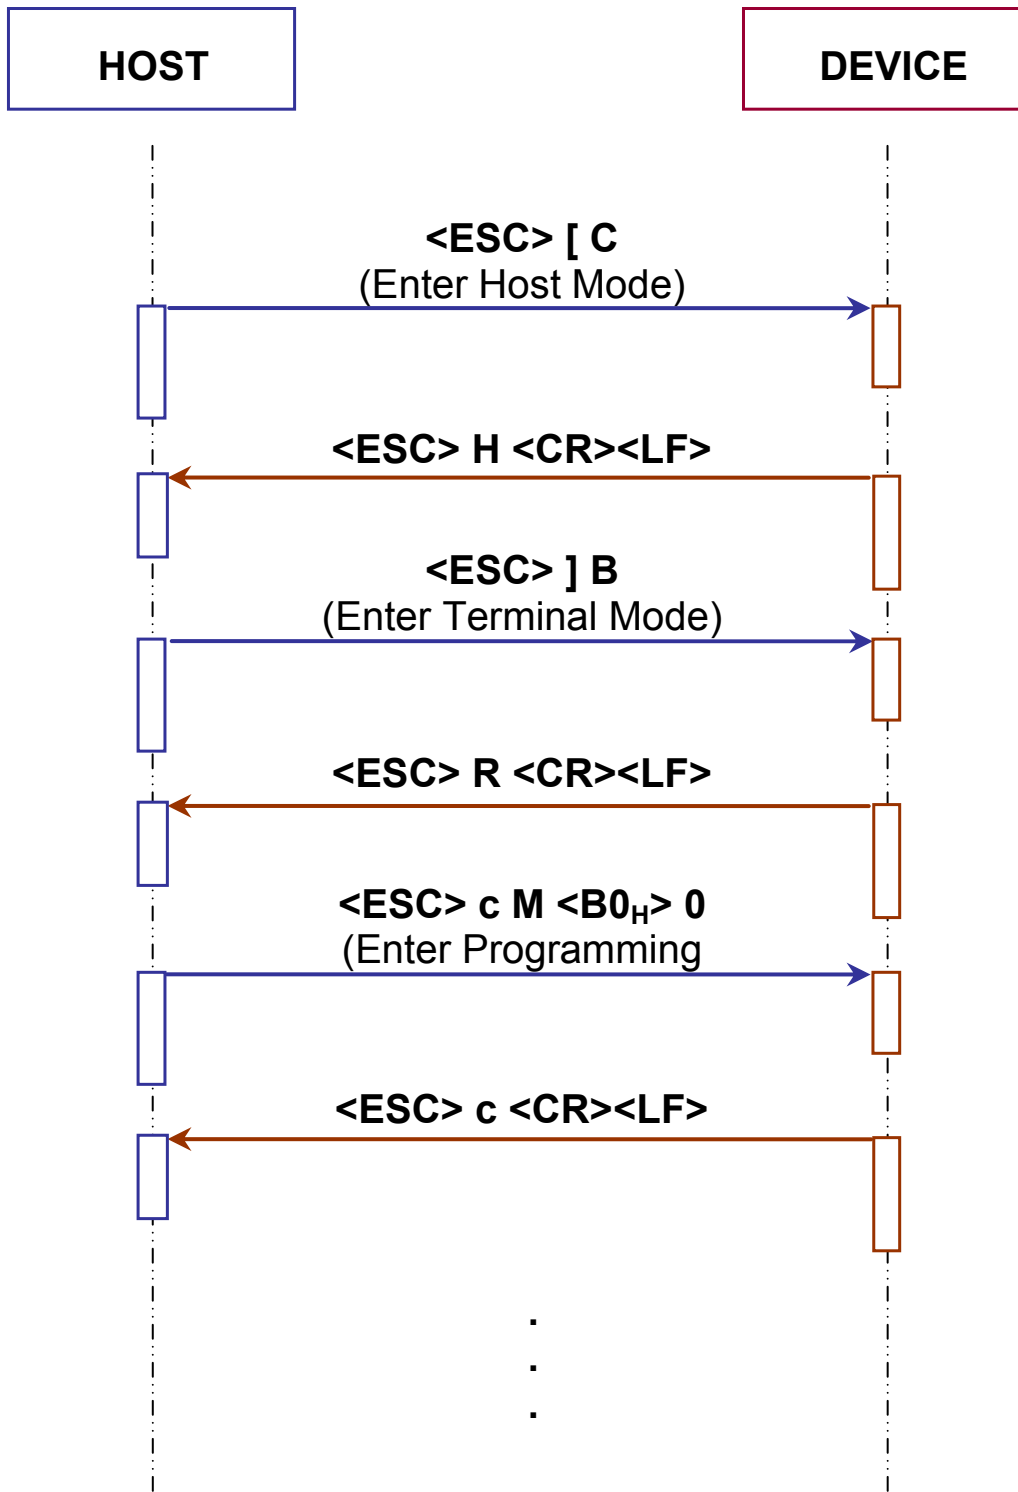 HOST
DEVICE
<ESC> [ C
(Enter Host Mode)
<ESC> H <CR><LF>
<ESC> ] B
(Enter Terminal Mode)
<ESC> R <CR><LF>
<ESC> c M <B0H> 0
(Enter Programming
<ESC> c <CR><LF>
.
.
.